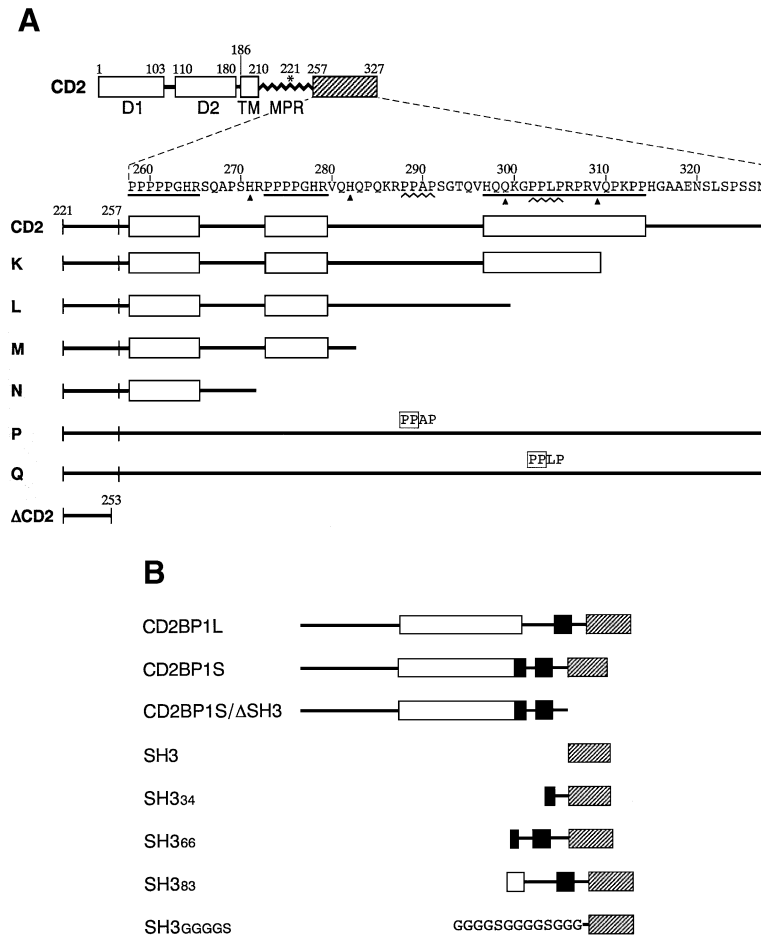 A
186
1 103 110 180 210 221 257 327
*
CD2
D1 D2 TM MPR
260 270 280 290 300 310 320
PPPPPPGHRSQAPSHRPPPPGHRVQHQPQKRPPAPSGTQVHQQKGPPLPRPRVQPKPPHGAAENSLSPSSN
221 257
CD2
K
L
M
N
PPAP
P
PPLP
Q
253
ΔCD2
B
CD2BP1L
CD2BP1S
CD2BP1S/ΔSH3
SH3
SH334
SH366
SH383
SH3GGGGS GGGGSGGGGSGGG